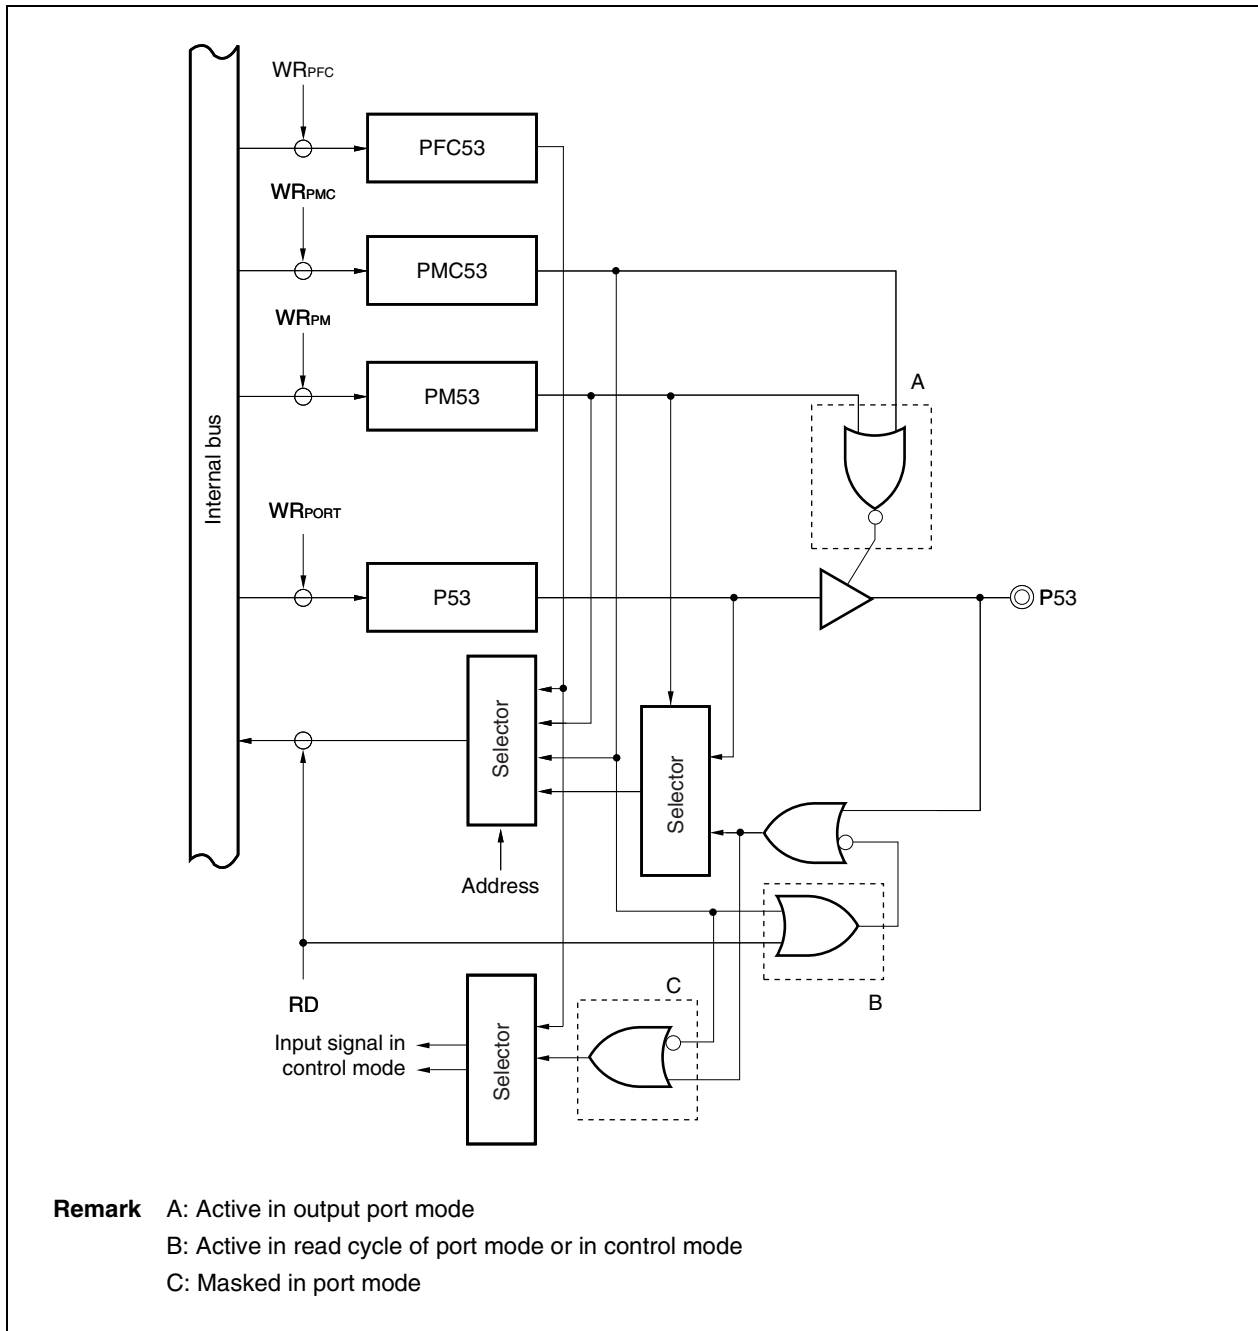 WRPFC
PFC53
WRPMC
PMC53
WRPM
PM53
A
Internal bus
WRPORT
P53
P53
Selector
Selector
Address
RD
B
C
Input signal in
control mode
Selector
Remark A: Active in output port mode
B: Active in read cycle of port mode or in control mode
C: Masked in port mode